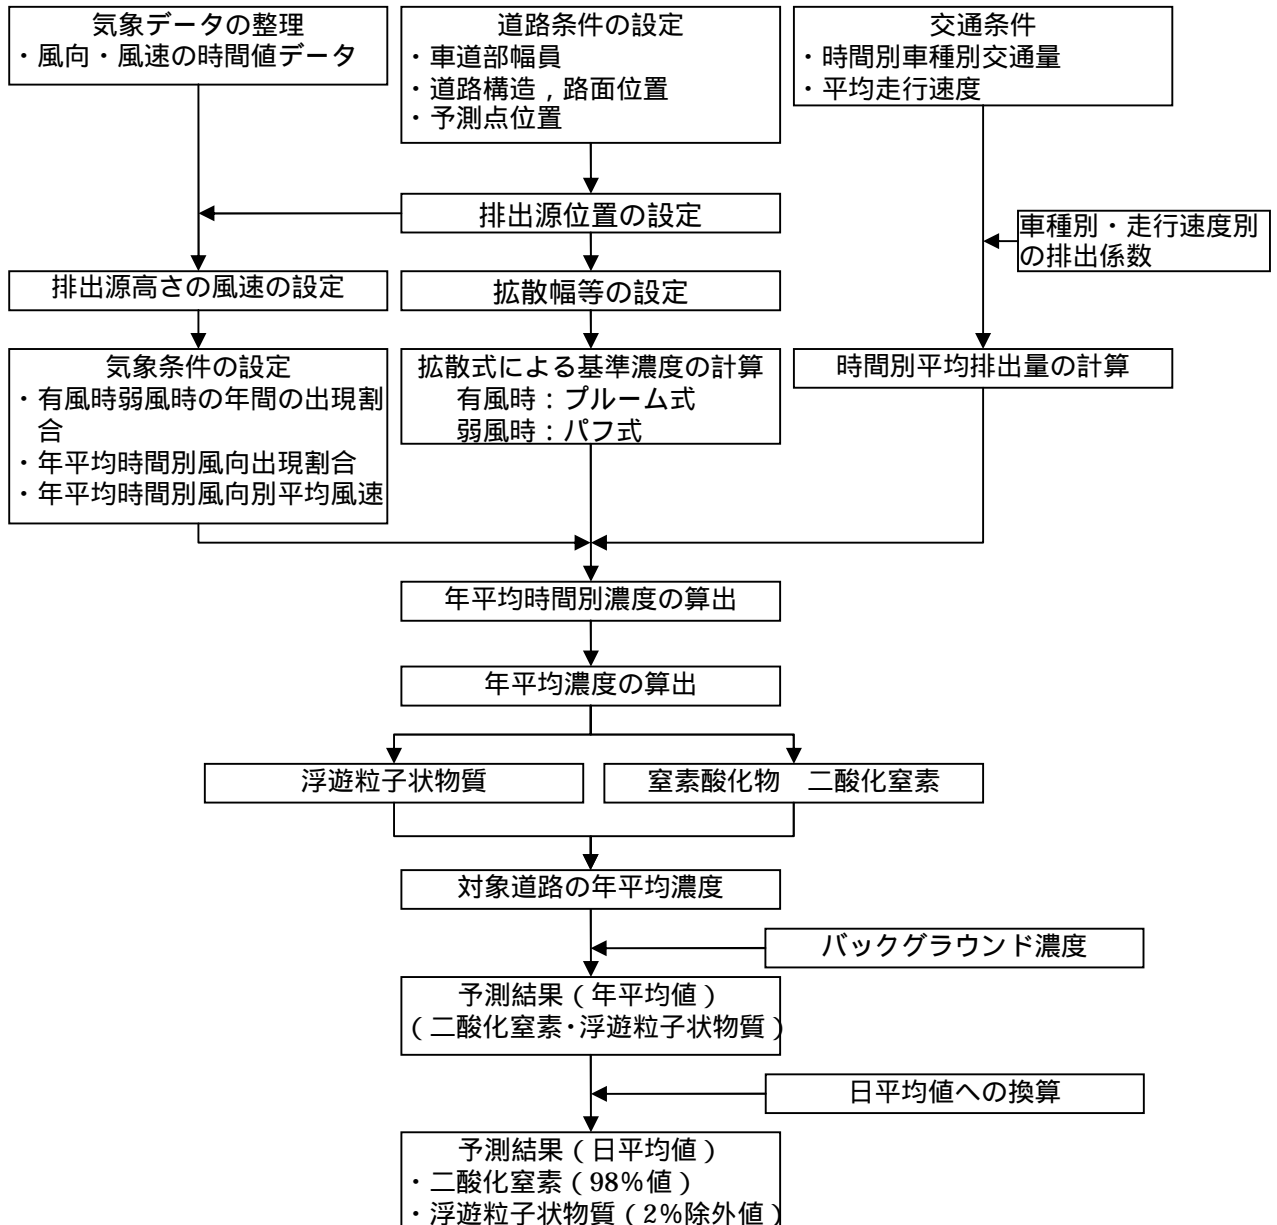 気象データの整理
・風向・風速の時間値データ
道路条件の設定
・車道部幅員
・道路構造，路面位置
・予測点位置
交通条件
・時間別車種別交通量
・平均走行速度
排出源位置の設定
車種別・走行速度別
の排出係数
排出源高さの風速の設定
拡散幅等の設定
気象条件の設定
・有風時弱風時の年間の出現割
合
・年平均時間別風向出現割合
・年平均時間別風向別平均風速
拡散式による基準濃度の計算
有風時：プルーム式
弱風時：パフ式
時間別平均排出量の計算
年平均時間別濃度の算出
年平均濃度の算出
浮遊粒子状物質
窒素酸化物　二酸化窒素
対象道路の年平均濃度
バックグラウンド濃度
予測結果（年平均値）
（二酸化窒素・浮遊粒子状物質）
日平均値への換算
予測結果（日平均値）
・二酸化窒素（98％値）
・浮遊粒子状物質（2％除外値）